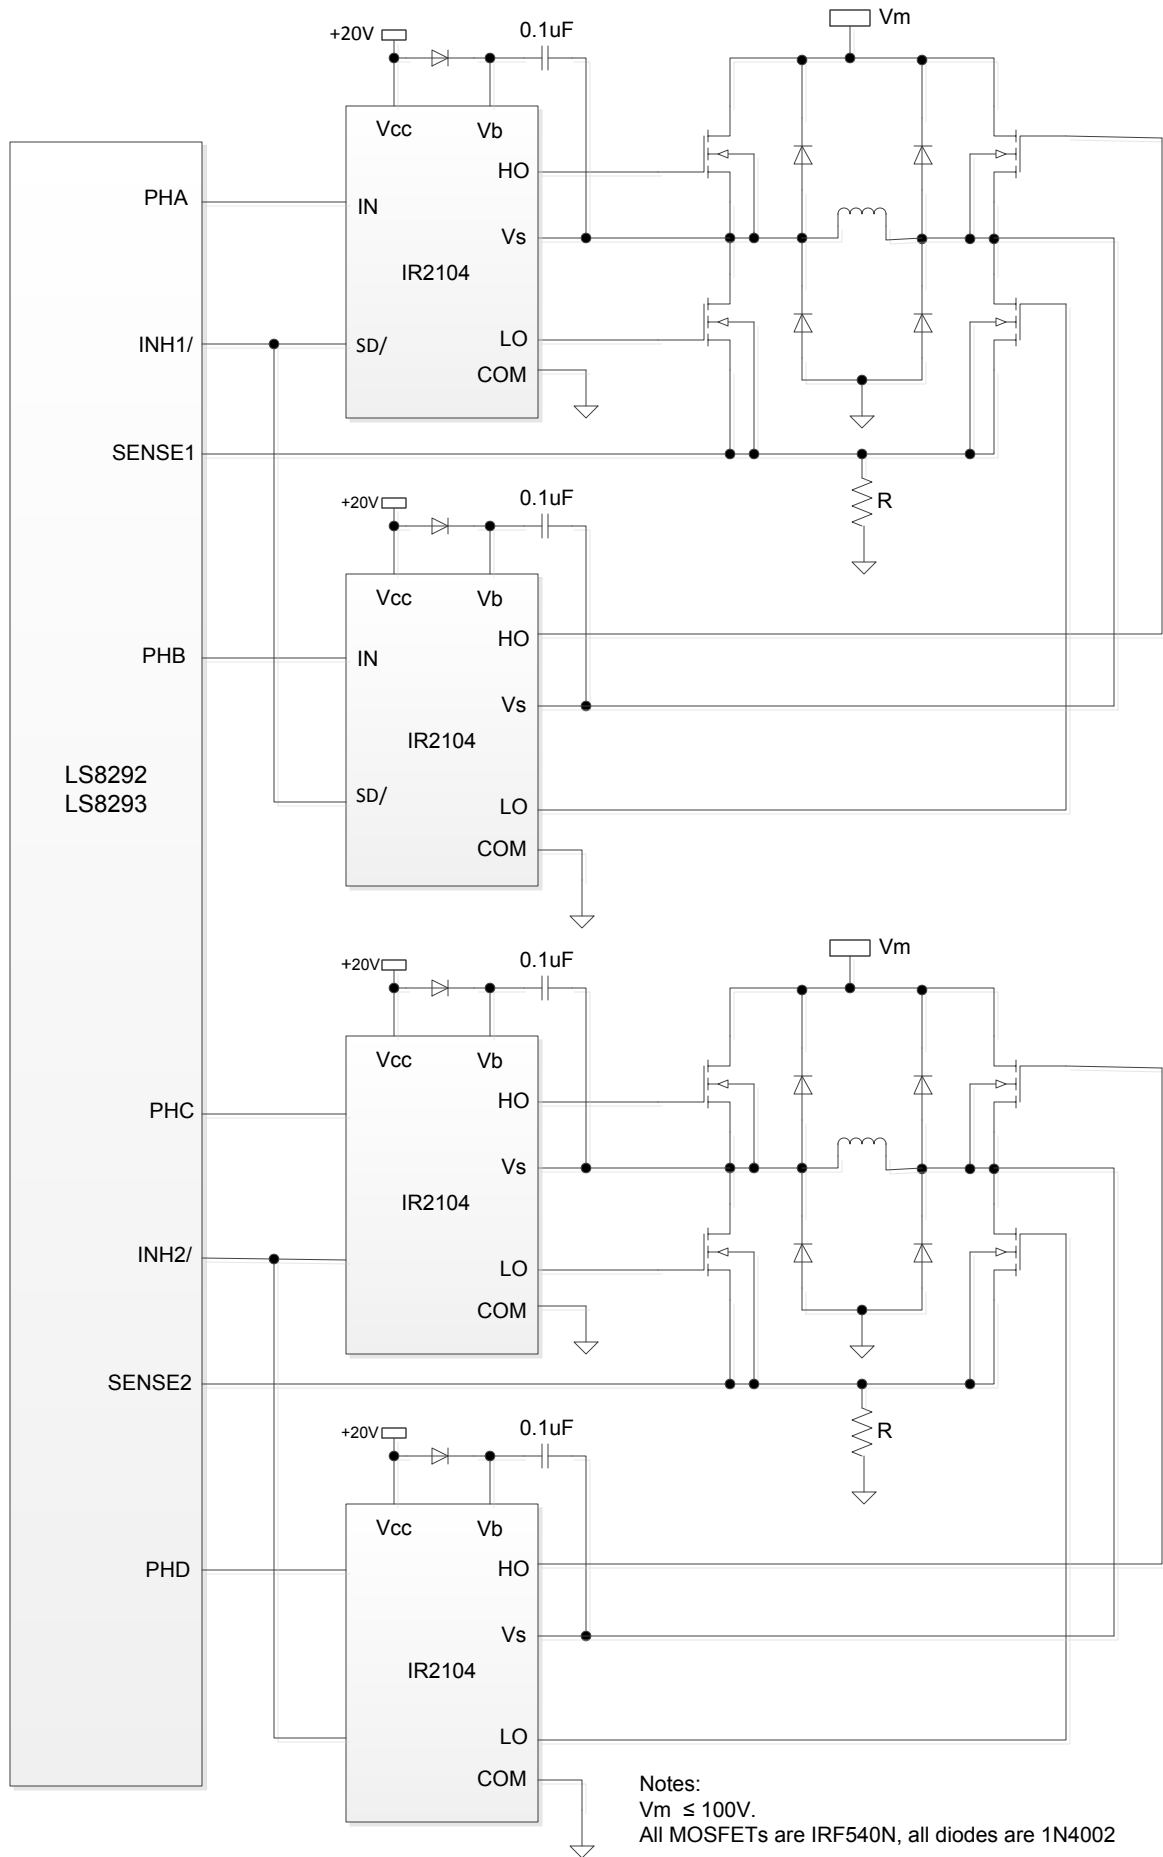 +20V
0.1uF
Vm
Vcc
Vb
HO
PHA
IN
Vs
IR2104
INH1/
SD/
LO
COM
SENSE1
+20V
0.1uF
R
Vcc
Vb
HO
PHB
IN
Vs
IR2104
LS8292
LS8293
SD/
LO
COM
+20V
0.1uF
Vm
Vcc
Vb
HO
PHC
Vs
IR2104
INH2/
LO
COM
SENSE2
+20V
0.1uF
R
Vcc
Vb
HO
PHD
Vs
IR2104
LO
COM
Notes:
Vm ≤ 100V.
All MOSFETs are IRF540N, all diodes are 1N4002